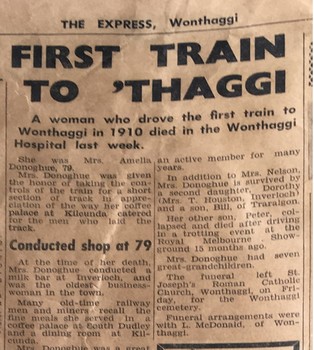 THE EXPRESS, Wonthaggi
FIRST TRAIN
TO 'THAGGI
A woman who drove the first train to
Wonthaggi in 1910 died in the Wonthaggi
Hospital last week.
She was Mrs. Amelia
Donoghue, 79.
Mrs. Donoghue was given
the honor of taking the con-
trols of the train for a short
section of track in appre-
ciation of the way her coffee
palace at Kilcunda catered
for the men who laid the
track.
Conducted shop at 79
At the time of her death,
Mrs. Donoghue conducted a
milk bar at Inverloch, and
was the oldest business-
woman in the town.
Many old-time railway
men and miners recall the
fine meals she served in a
coffee palace at South Dudley
and a dining room at Kil-
cunda.
Mrs. Donoghue was a great
an active member for many
years.
In addition to Mrs. Nelson,
Mrs. Donoghue is survived by
a second daughter, Dorothy
(Mrs. T. Houston, Inverloch)
and a son, Bill, of Traralgon.
Her other son, Peter, col-
lapsed and died after driving
in a trotting event at the
Royal Melbourne Show-
ground 15 months ago.
Mrs. Donoghue had seven
great-grandchildren.
The funeral left St.
Joseph's Roman Catholic
Church, Wonthaggi, on Fri-
day, for the Wonthaggi
cemetery.
Funeral arrangements were
with L. McDonald, of Won-
thaggi.